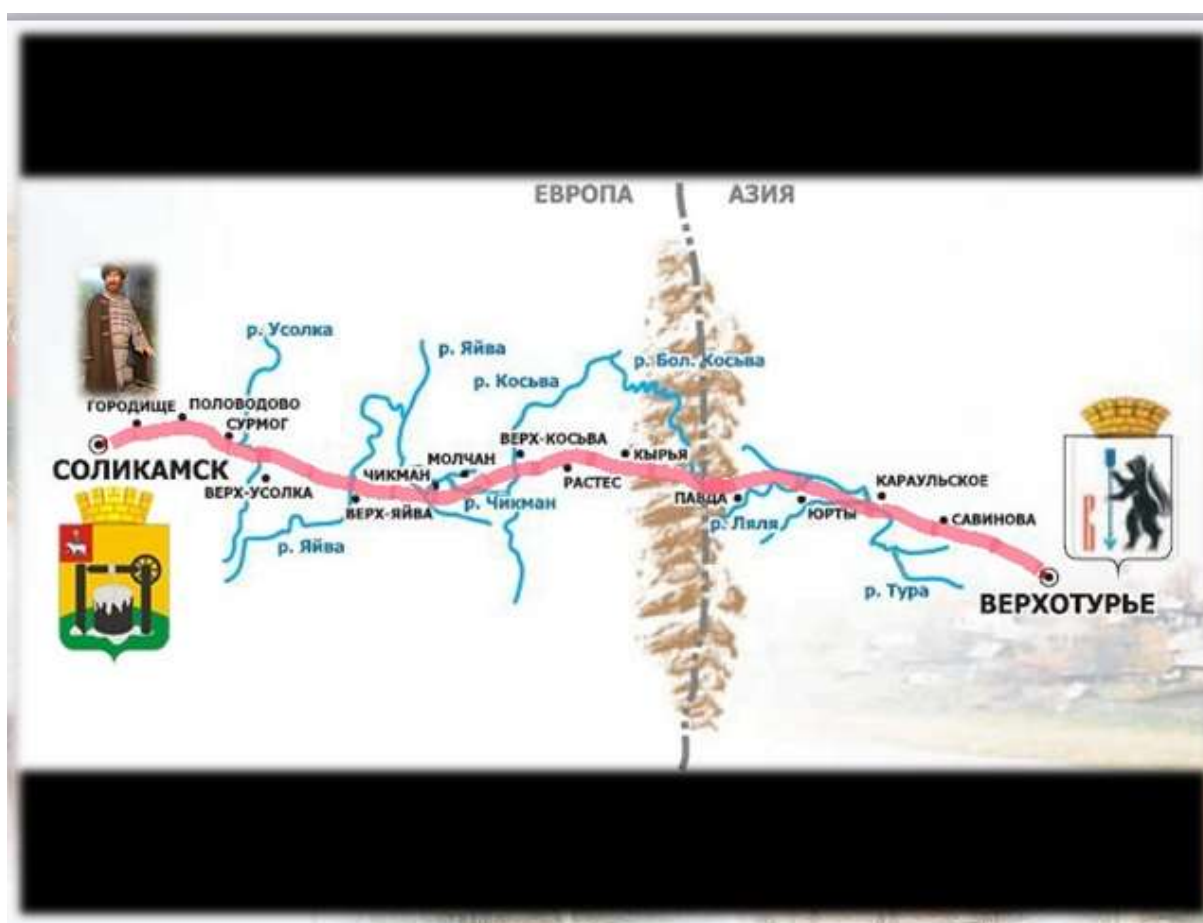 ЕВРОПА
АЗИЯ
р. Усолка
р. Яйва
р. Бол. Косьва
р. Косьва
ГОРОДИЩЕ
ПОЛОВОДОВО
СУРМОГ
ВЕРХ-КОСЬВА
СОЛИКАМСК
МОЛЧАН
КЫРЬЯ
ЧИКМАН
РАСТЕС
КАРАУЛЬСКОЕ
ВЕРХ-УСОЛКА
ПАВДА
р. Чикман
ВЕРХ-ЯЙВА
ЮРТЫ
САВИНОВА
р. Ляля
р. Яйва
р. Тура
ВЕРХОТУРЬЕ